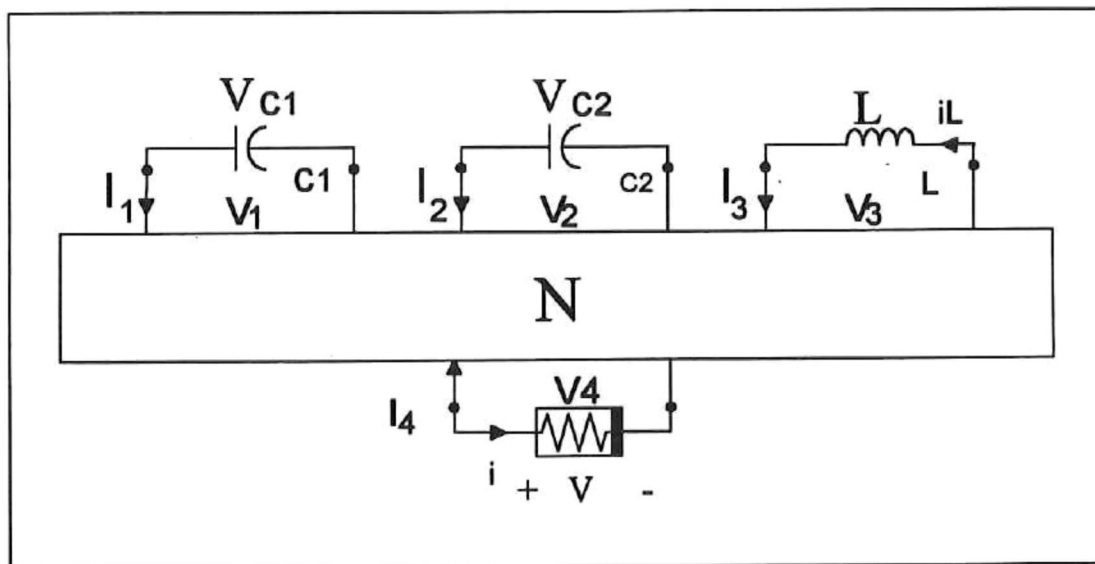 VC1 VC2 L iL
C1 C2 L
I1 V1 I2 V2 I3 V3
N
V4
I4
i + V -